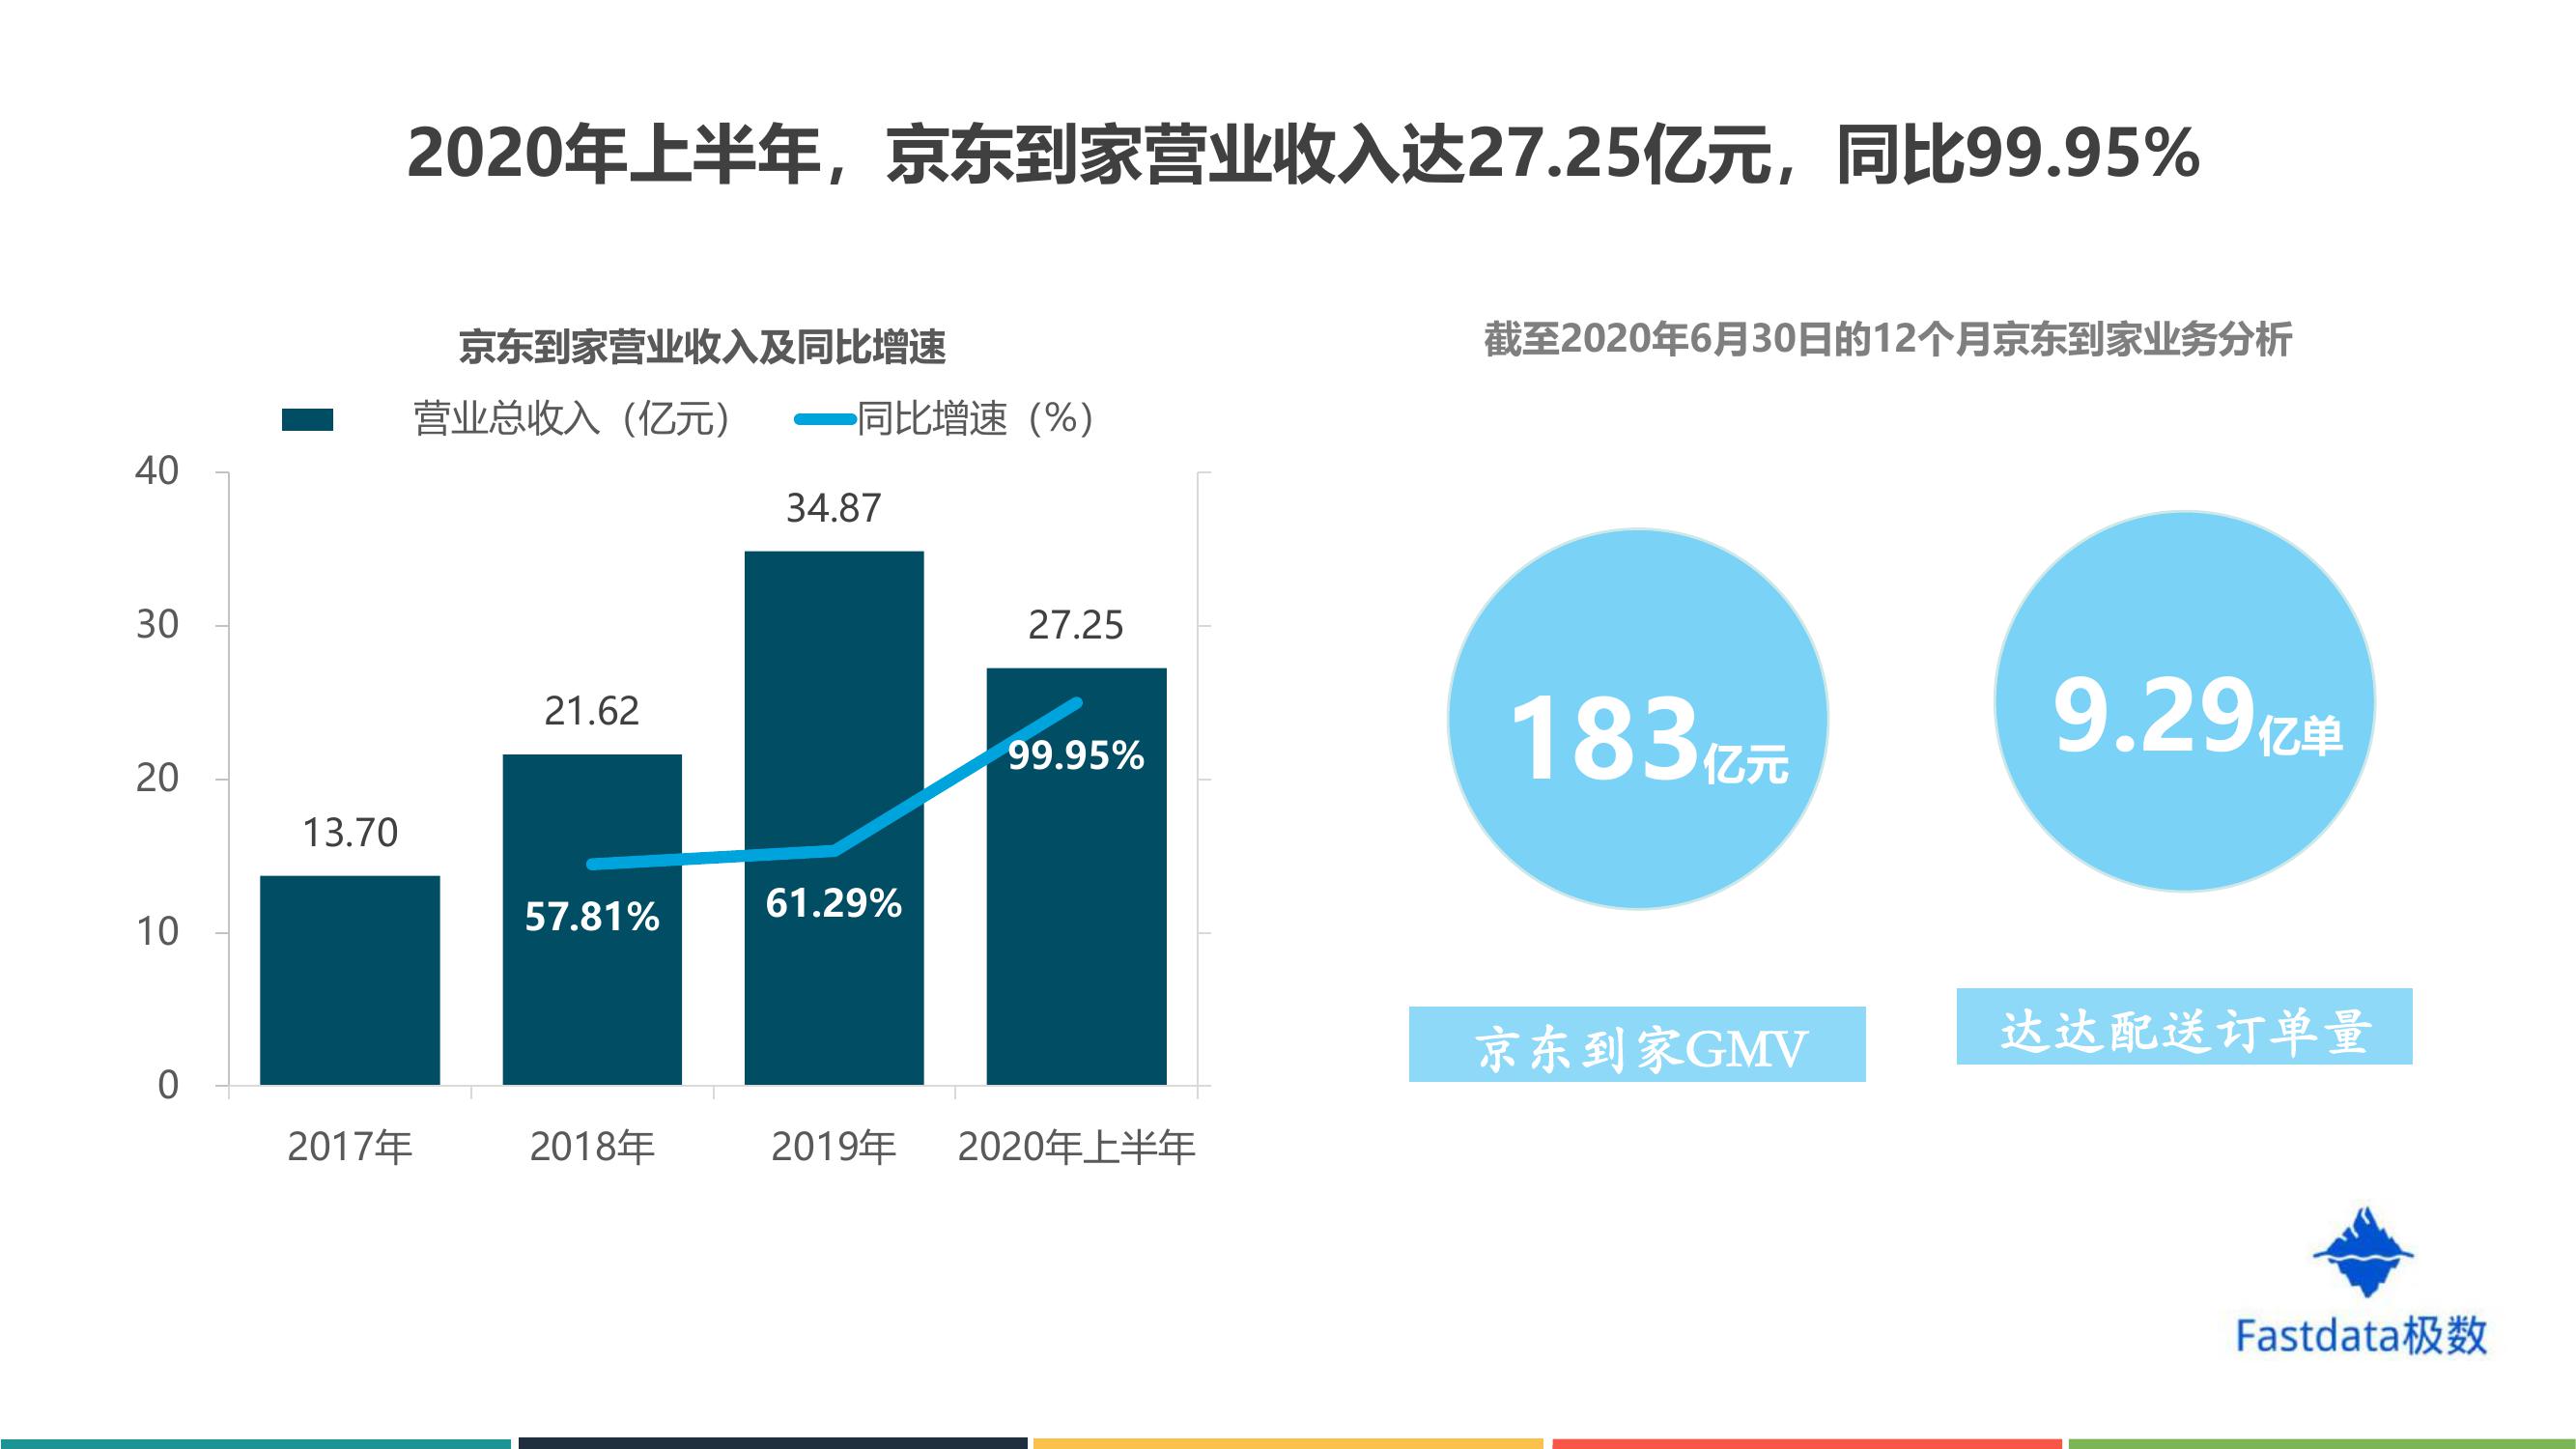 2020年上半年，京东到家营业收入达27.25亿元，同比99.95%
京东到家营业收入及同比增速
营业总收入（亿元）
同比增速（%）
40
30
20
10
0
13.70
21.62
34.87
27.25
57.81%
61.29%
99.95%
2017年
2018年
2019年
2020年上半年
截至2020年6月30日的12个月京东到家业务分析
183亿元
9.29亿单
京东到家GMV
达达配送订单量
Fastdata极数